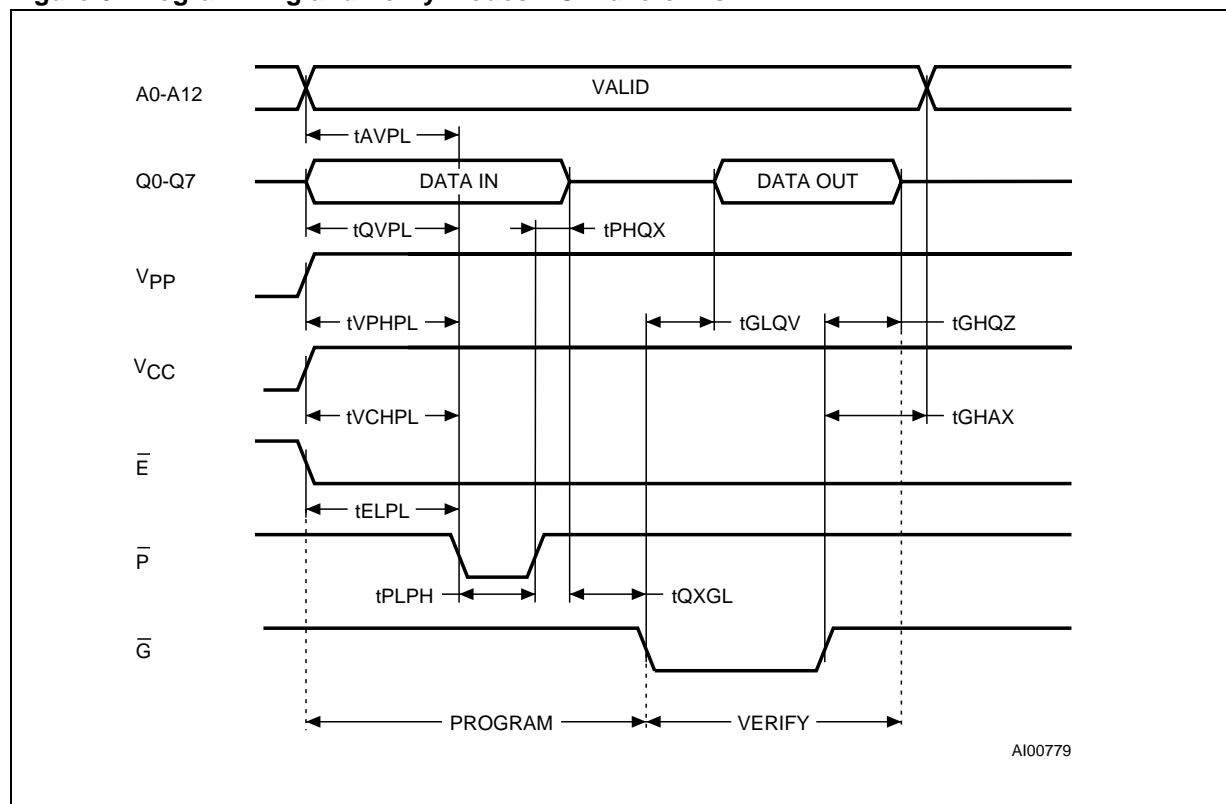 A0-A12
VALID
tAVPL
Q0-Q7
DATA IN
DATA OUT
tQVPL
tPHQX
VPP
tVPHPL
tGLQV
tGHQZ
VCC
tVCHPL
tGHAX
E̅
tELPL
P̅
tPLPH
tQXGL
G̅
PROGRAM
VERIFY
AI00779